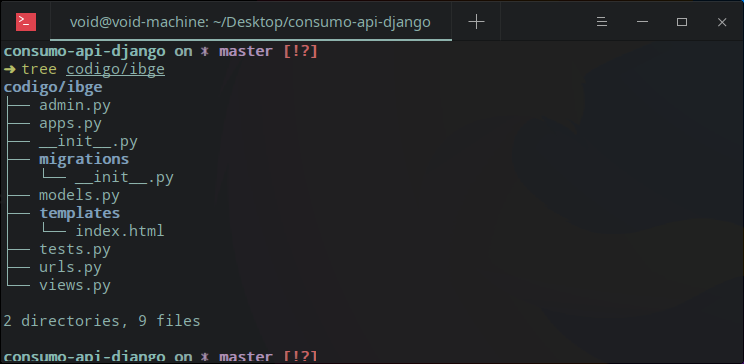 void@void-machine: ~/Desktop/consumo-api-django
consumo-api-django on master [!?]
➜ tree codigo/ibge
codigo/ibge
├── admin.py
├── apps.py
├── __init__.py
├── migrations
│   └── __init__.py
├── models.py
├── templates
│   └── index.html
├── tests.py
├── urls.py
└── views.py
2 directories, 9 files
consumo-api-django on master [!?]